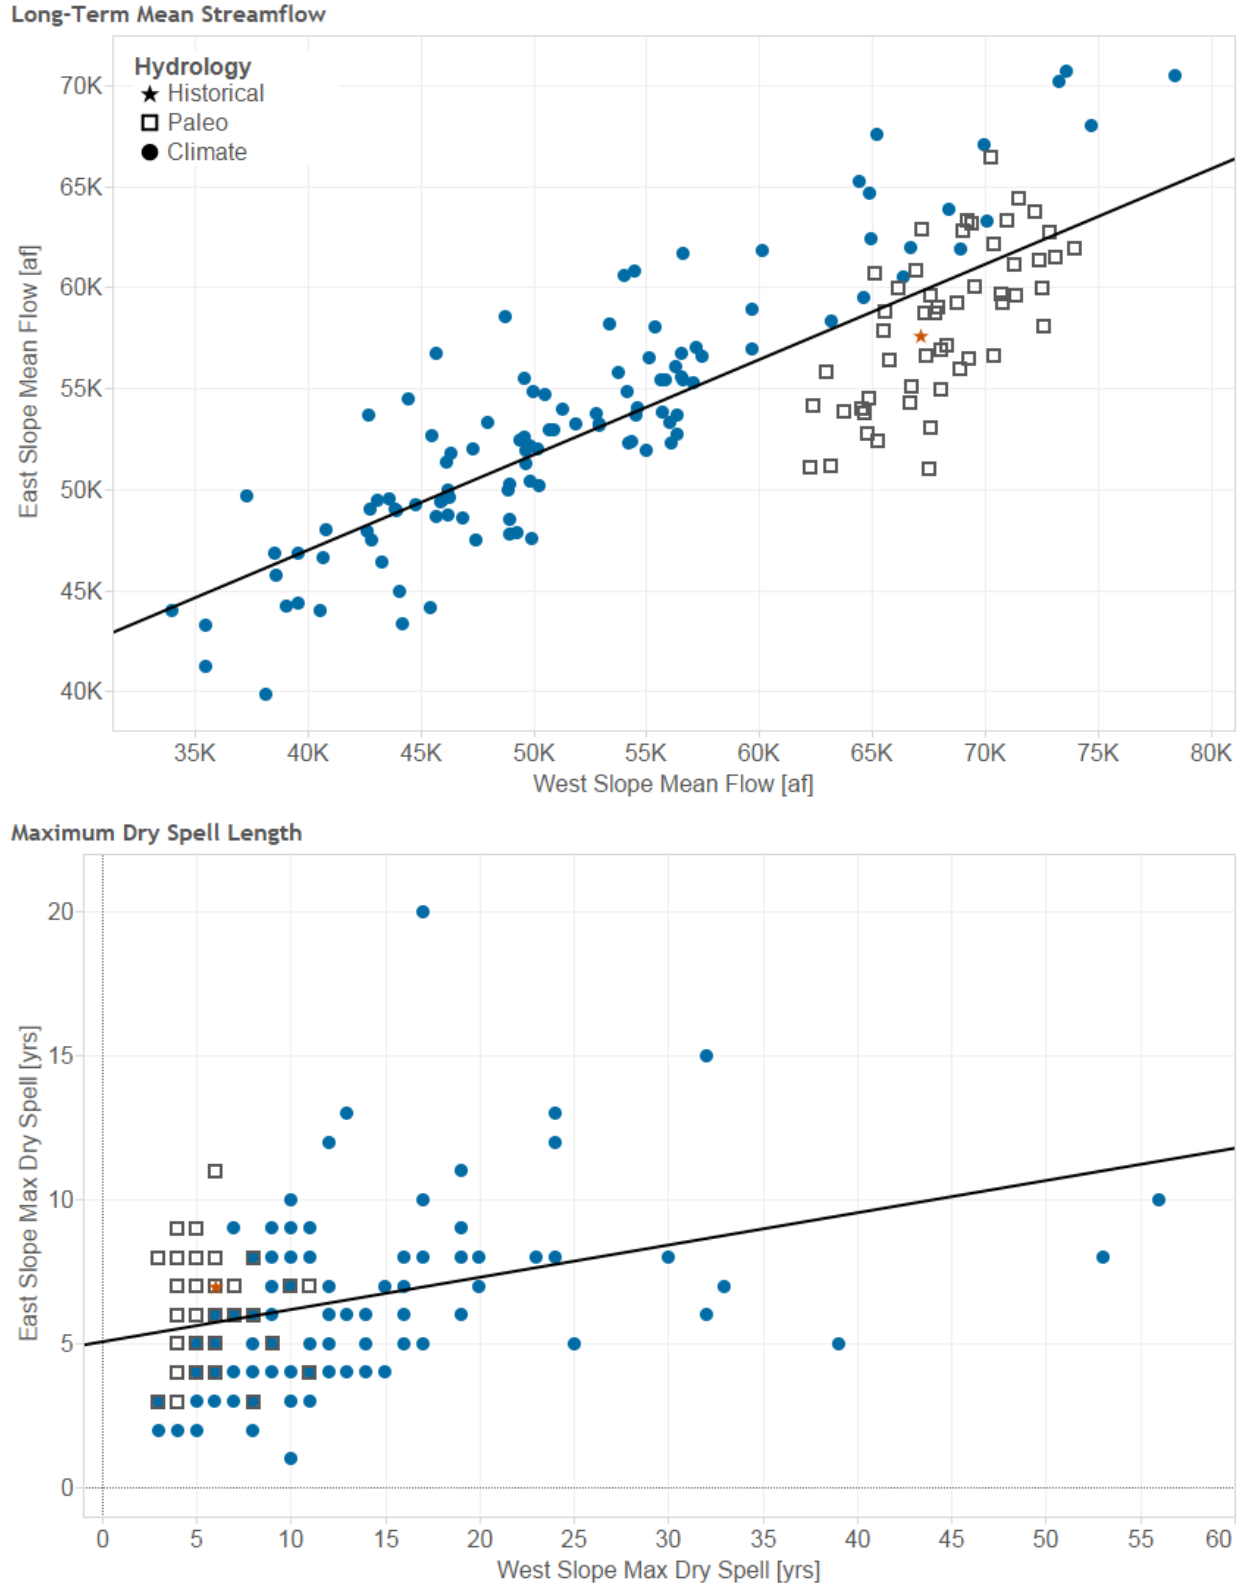 Long-Term Mean Streamflow
Hydrology
Historical
Paleo
Climate
70K
65K
60K
55K
50K
45K
40K
East Slope Mean Flow [af]
35K 40K 45K 50K 55K 60K 65K 70K 75K 80K
West Slope Mean Flow [af]
Maximum Dry Spell Length
20
15
10
5
0
East Slope Max Dry Spell [yrs]
0 5 10 15 20 25 30 35 40 45 50 55 60
West Slope Max Dry Spell [yrs]